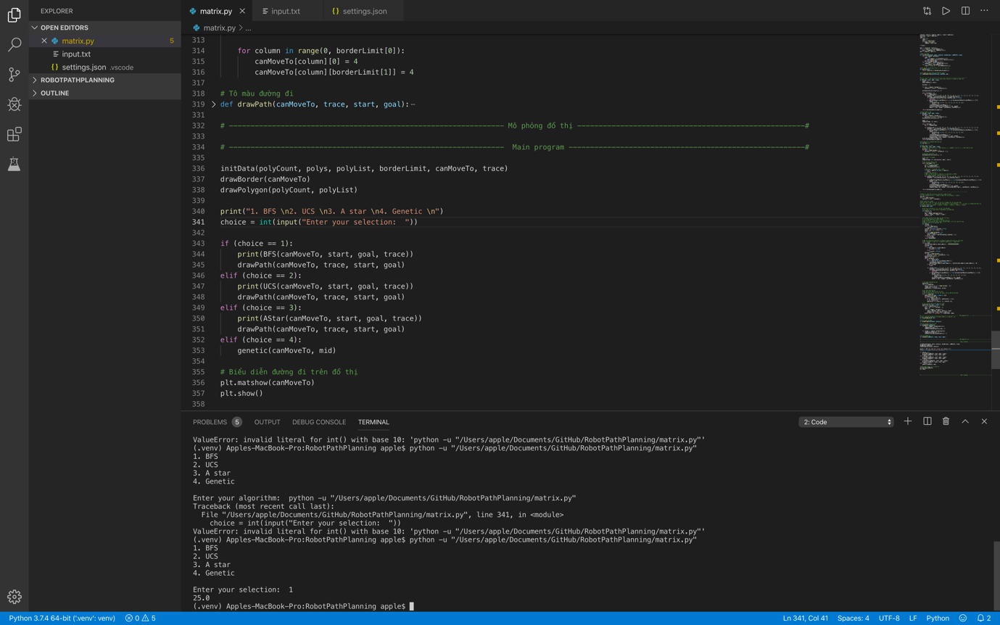 EXPLORER
OPEN EDITORS
matrix.py 5
input.txt
settings.json .vscode
ROBOTPATHPLANNING
OUTLINE
matrix.py
input.txt
{} settings.json
matrix.py > ...
313
314 for column in range(0, borderLimit[0]):
315 canMoveTo[column][0] = 4
316 canMoveTo[column][borderLimit[1]] = 4
317
318 # Tô màu đường đi
319 def drawPath(canMoveTo, trace, start, goal):⋯
331
332 # ---------------------------------------------------------------- Mô phỏng đồ thị -----------------------------------------------------#
333
334 # ---------------------------------------------------------------- Main program -------------------------------------------------------#
335
336 initData(polyCount, polys, polyList, borderLimit, canMoveTo, trace)
337 drawBorder(canMoveTo)
338 drawPolygon(polyCount, polyList)
339
340 print("1. BFS \n2. UCS \n3. A star \n4. Genetic \n")
341 choice = int(input("Enter your selection:  "))
342
343 if (choice == 1):
344 print(BFS(canMoveTo, start, goal, trace))
345 drawPath(canMoveTo, trace, start, goal)
346 elif (choice == 2):
347 print(UCS(canMoveTo, start, goal, trace))
348 drawPath(canMoveTo, trace, start, goal)
349 elif (choice == 3):
350 print(AStar(canMoveTo, start, goal, trace))
351 drawPath(canMoveTo, trace, start, goal)
352 elif (choice == 4):
353 genetic(canMoveTo, mid)
354
355 # Biểu diễn đường đi trên đồ thị
356 plt.matshow(canMoveTo)
357 plt.show()
358
PROBLEMS 5 OUTPUT DEBUG CONSOLE TERMINAL 2: Code
ValueError: invalid literal for int() with base 10: 'python -u "/Users/apple/Documents/GitHub/RobotPathPlanning/matrix.py"'
(.venv) Apples-MacBook-Pro:RobotPathPlanning apple$ python -u "/Users/apple/Documents/GitHub/RobotPathPlanning/matrix.py"
1. BFS
2. UCS
3. A star
4. Genetic
Enter your algorithm:  python -u "/Users/apple/Documents/GitHub/RobotPathPlanning/matrix.py"
Traceback (most recent call last):
File "/Users/apple/Documents/GitHub/RobotPathPlanning/matrix.py", line 341, in <module>
choice = int(input("Enter your selection:  "))
ValueError: invalid literal for int() with base 10: 'python -u "/Users/apple/Documents/GitHub/RobotPathPlanning/matrix.py"'
(.venv) Apples-MacBook-Pro:RobotPathPlanning apple$ python -u "/Users/apple/Documents/GitHub/RobotPathPlanning/matrix.py"
1. BFS
2. UCS
3. A star
4. Genetic
Enter your selection:  1
25.0
(.venv) Apples-MacBook-Pro:RobotPathPlanning apple$
Python 3.7.4 64-bit ('.venv': venv) 0 5 Ln 341, Col 41 Spaces: 4 UTF-8 LF Python 2